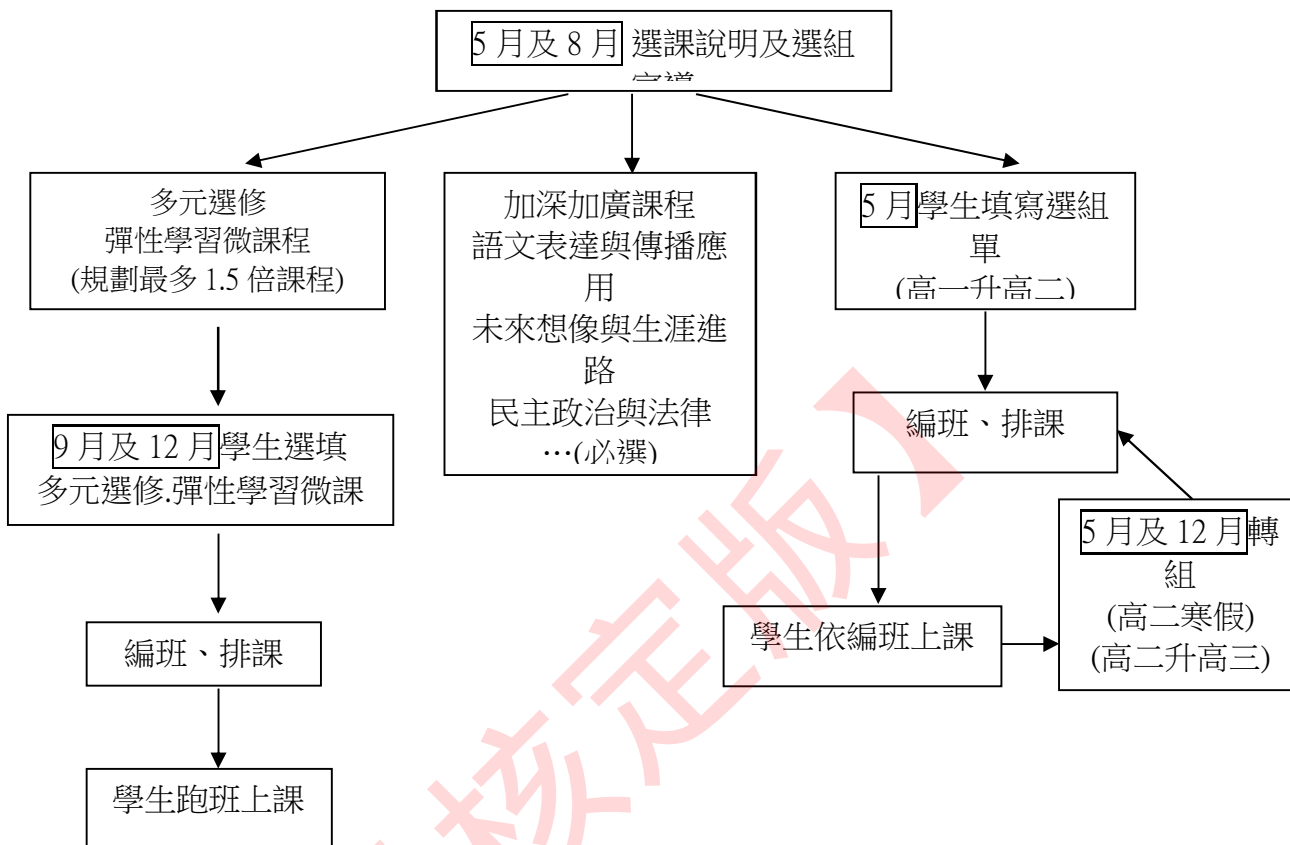 5 月及 8 月 選課說明及選組
宣導
多元選修
彈性學習微課程
(規劃最多 1.5 倍課程)
加深加廣課程
語文表達與傳播應
用
未來想像與生涯進
路
民主政治與法律
…(必選)
5 月學生填寫選組
單
(高一升高二)
9 月及 12 月學生選填
多元選修.彈性學習微課
編班、排課
5 月及 12 月轉
組
(高二寒假)
(高二升高三)
編班、排課
學生依編班上課
學生跑班上課
核定版】